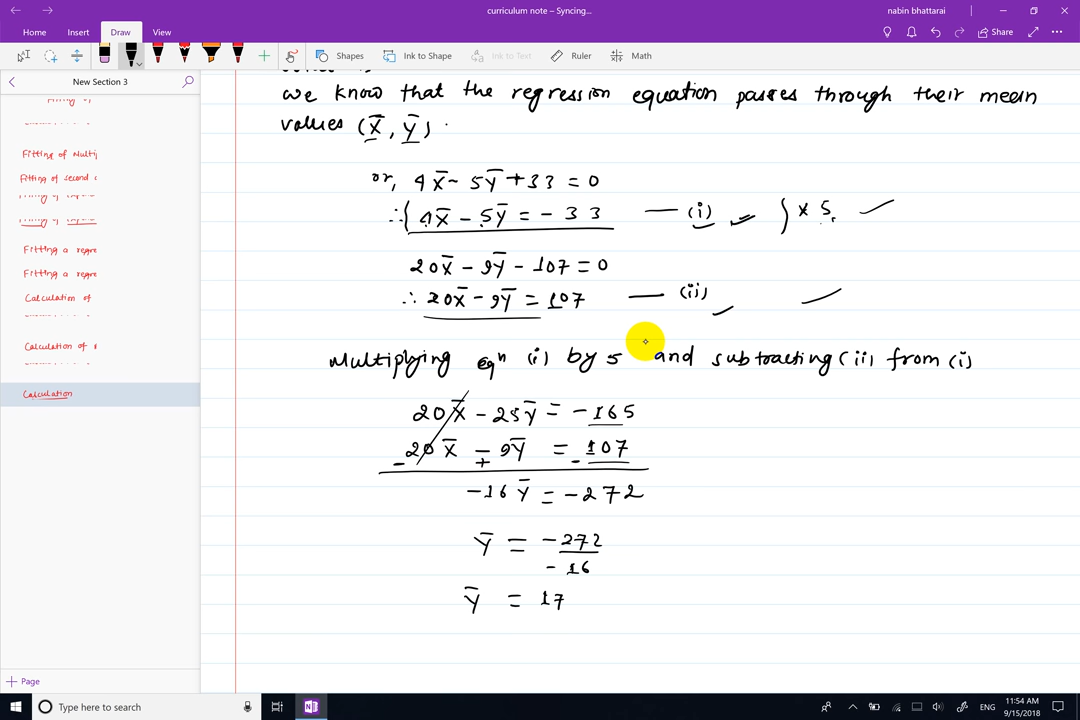 curriculum note – Syncing...
nabin bhattarai
Home Insert Draw View
Share
Shapes Ink to Shape Ink to Text Ruler Math
New Section 3
Fitting of
Fitting of Multip
Fitting of second
Fitting a regre
Fitting a regre
Calculation of
Calculation of
Calculation
Page
we know that the regression equation passes through their mean
values (X̄, Ȳ).
or, 4X̄ - 5Ȳ + 33 = 0
∴ 4X̄ - 5Ȳ = - 33 — (i) } × 5
20X̄ - 9Ȳ - 107 = 0
∴ 20X̄ - 9Ȳ = 107 — (ii)
Multiplying eqⁿ (i) by 5 and subtracting (ii) from (i)
20X̄ - 25Ȳ = - 165
- 20X̄ -+ 9Ȳ = - 107
-16Ȳ = - 272
Ȳ = - 272
- 16
Ȳ = 17
Type here to search
ENG
11:54 AM
9/15/2018